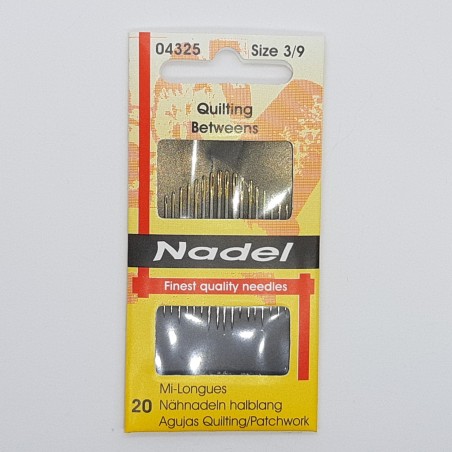 04325 Size 3/9
Quilting
Betweens
Nadel
Finest quality needles
Mi-Longues
20 Nähnadeln halblang
Agujas Quilting/Patchwork